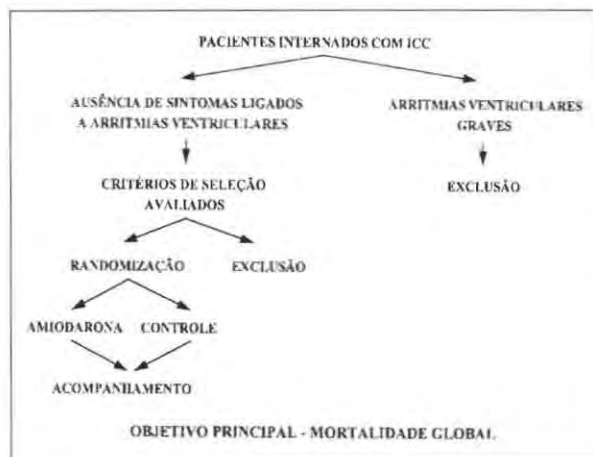 PACIENTES INTERNADOS COM ICC
AUSÊNCIA DE SINTOMAS LIGADOS
A ARRITMIAS VENTRICULARES
ARRITMIAS VENTRICULARES
GRAVES
CRITÉRIOS DE SELEÇÃO
AVALIADOS
EXCLUSÃO
RANDOMIZAÇÃO
EXCLUSÃO
AMIODARONA
CONTROLE
ACOMPANHAMENTO
OBJETIVO PRINCIPAL - MORTALIDADE GLOBAL